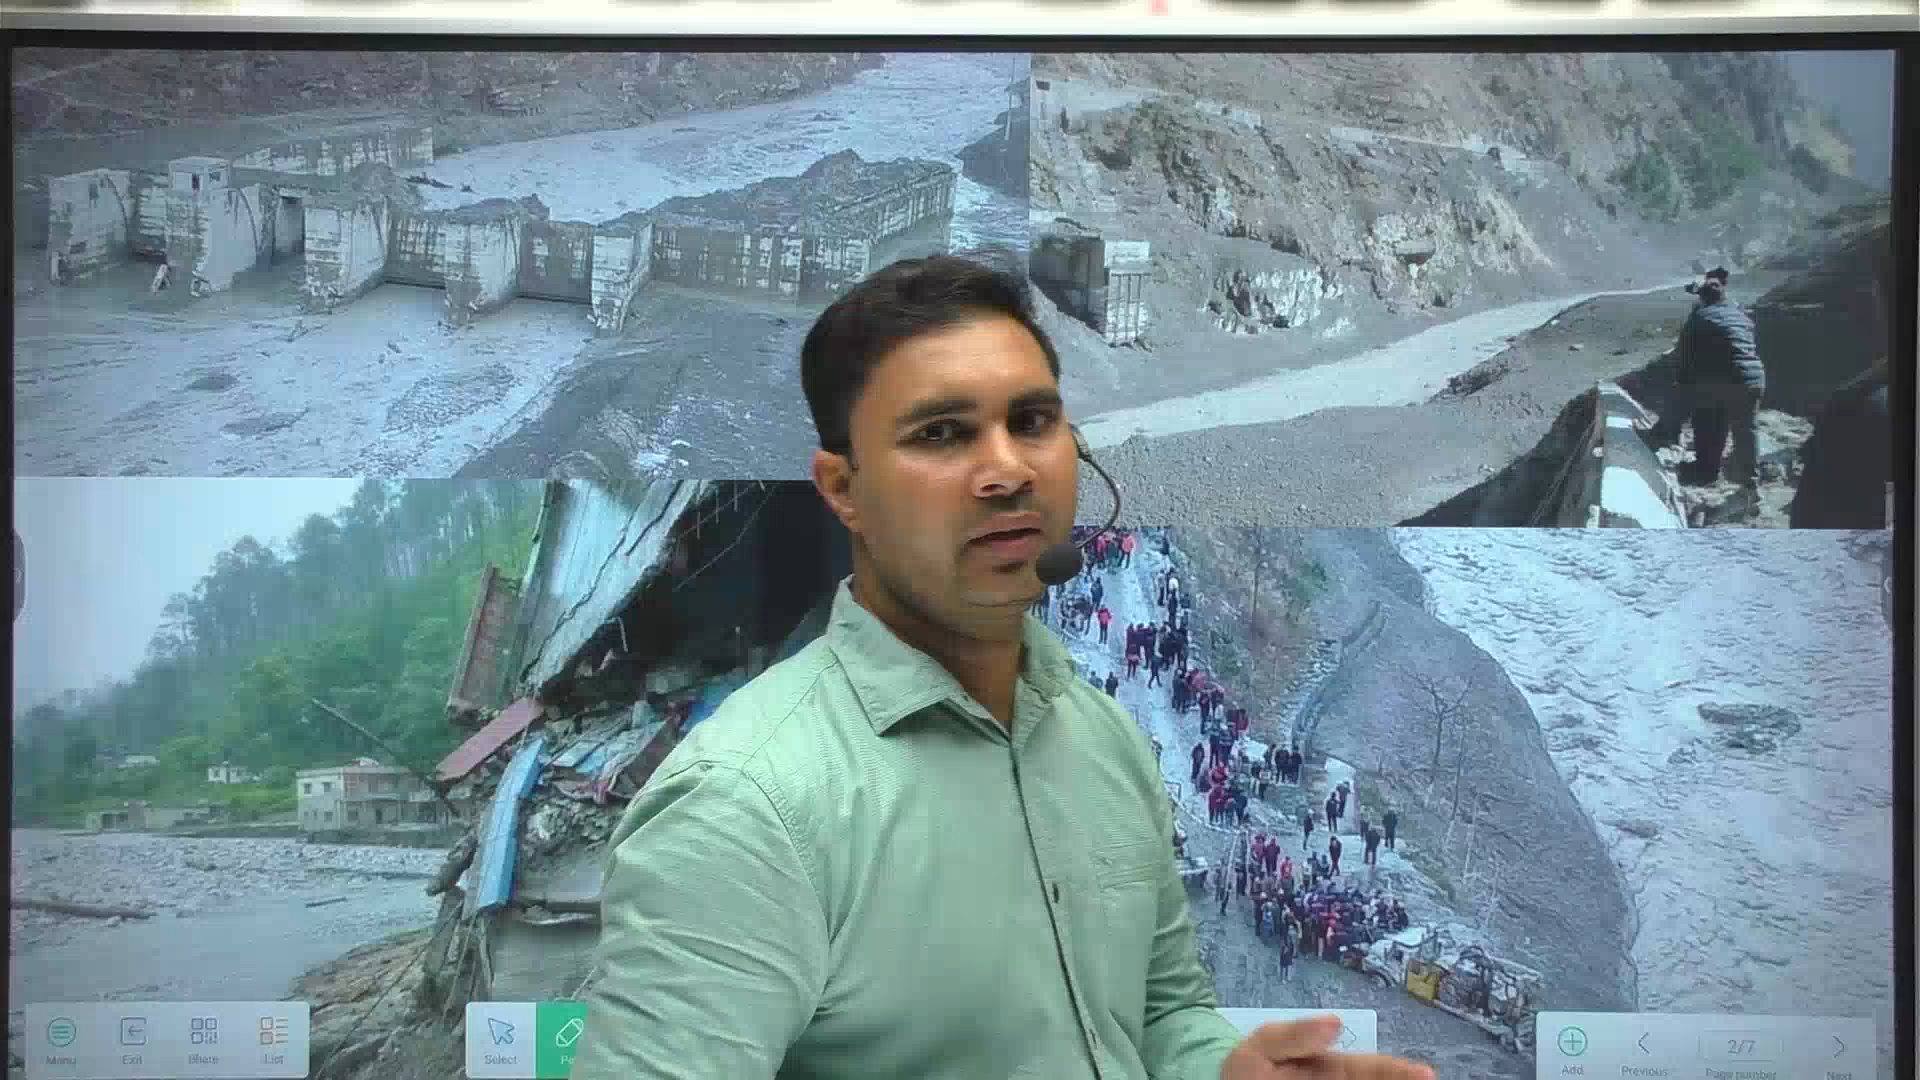 Menu
Exit
Share
List
Select
Add
Previous
2/7
Page number
Next